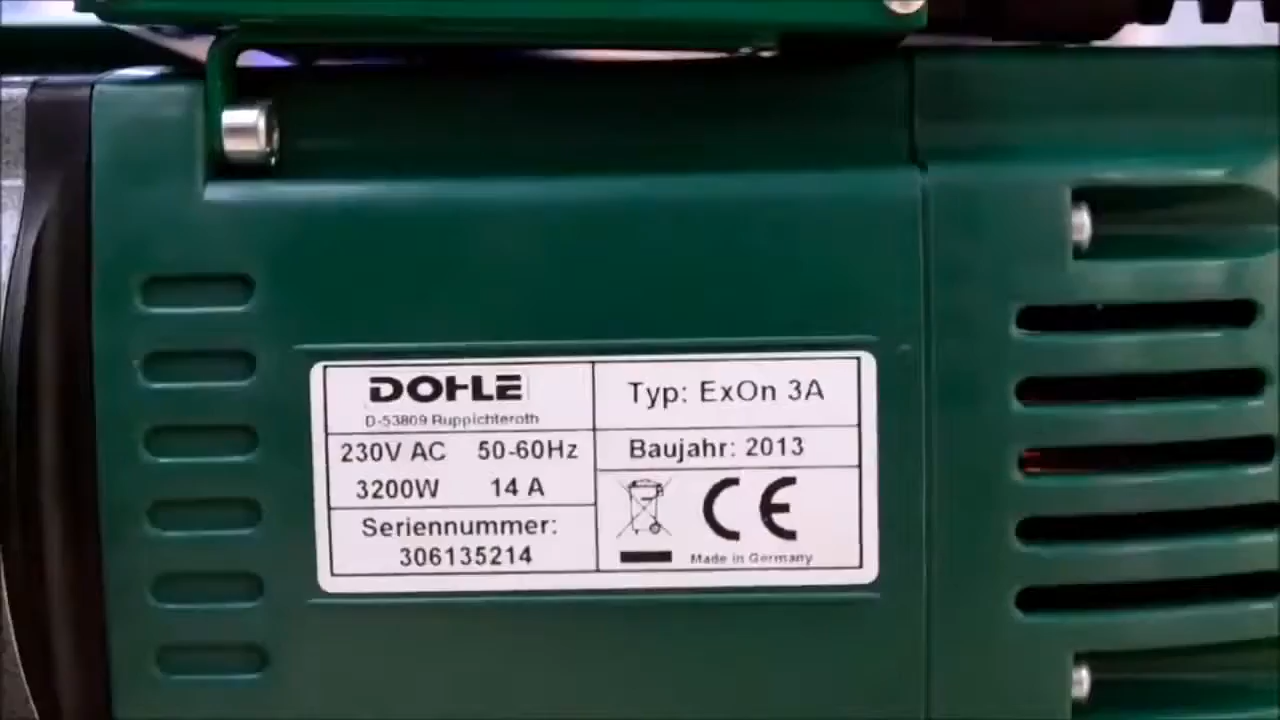 DOHLE
D-53809 Ruppichteroth
Typ: ExOn 3A
230V AC 50-60Hz
3200W 14 A
Baujahr: 2013
Seriennummer:
306135214
CE
Made in Germany